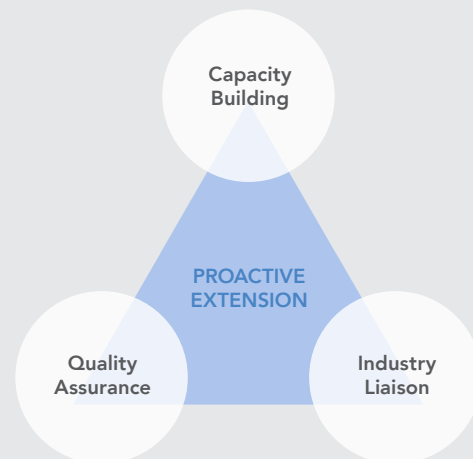 Capacity
Building
PROACTIVE
EXTENSION
Quality
Assurance
Industry
Liaison